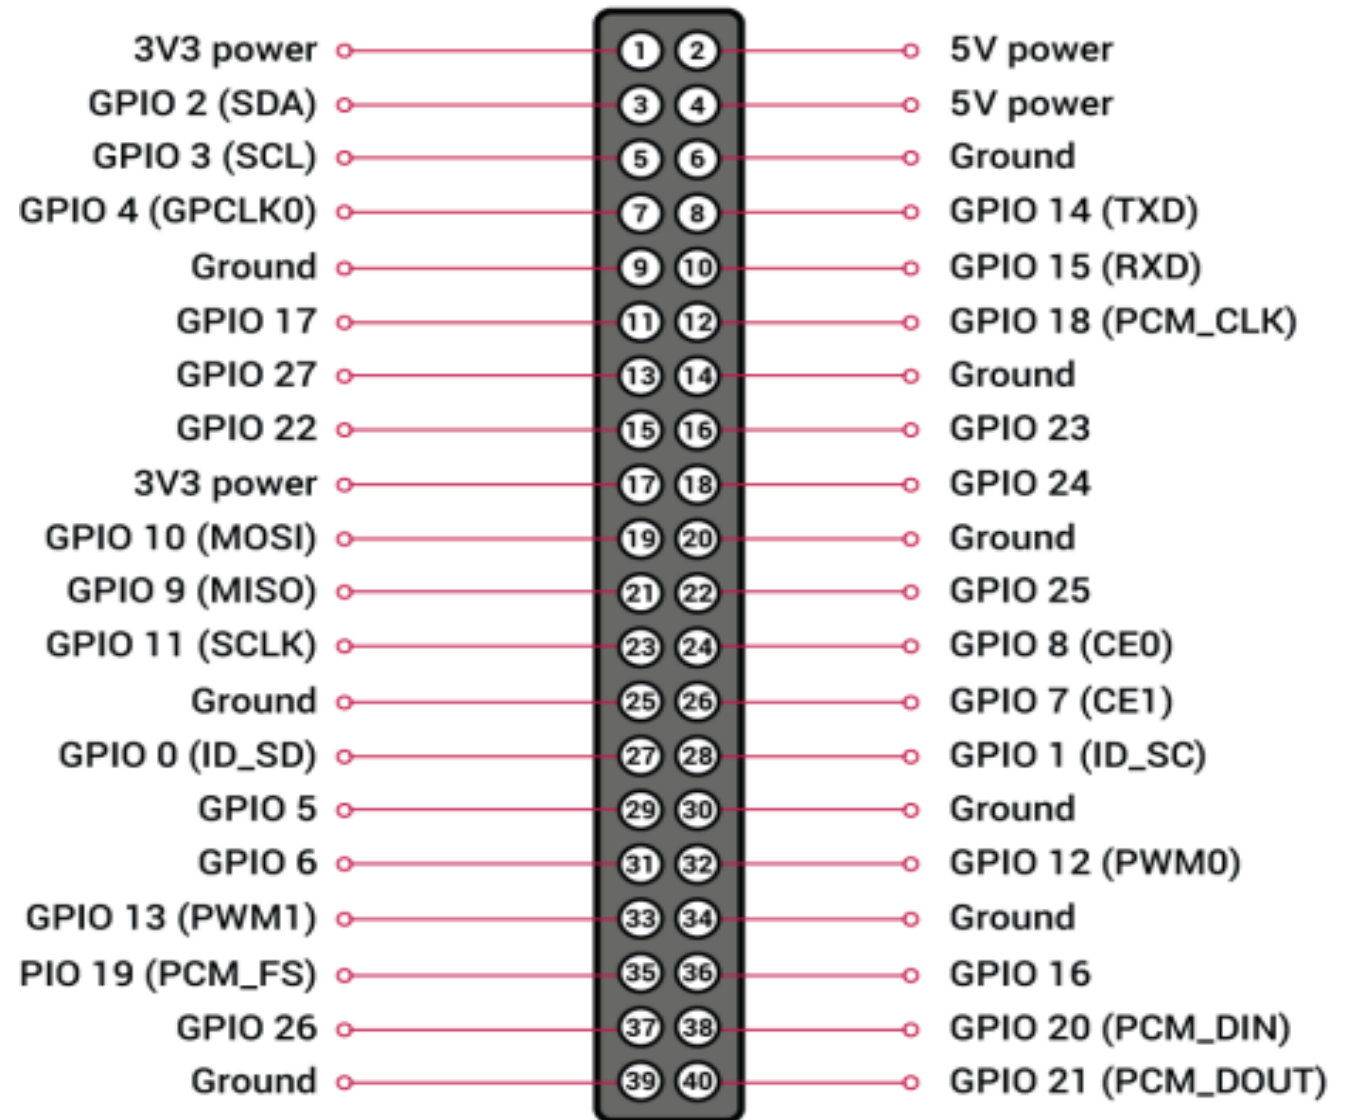 3V3 power 1 2 5V power
GPIO 2 (SDA) 3 4 5V power
GPIO 3 (SCL) 5 6 Ground
GPIO 4 (GPCLK0) 7 8 GPIO 14 (TXD)
Ground 9 10 GPIO 15 (RXD)
GPIO 17 11 12 GPIO 18 (PCM_CLK)
GPIO 27 13 14 Ground
GPIO 22 15 16 GPIO 23
3V3 power 17 18 GPIO 24
GPIO 10 (MOSI) 19 20 Ground
GPIO 9 (MISO) 21 22 GPIO 25
GPIO 11 (SCLK) 23 24 GPIO 8 (CE0)
Ground 25 26 GPIO 7 (CE1)
GPIO 0 (ID_SD) 27 28 GPIO 1 (ID_SC)
GPIO 5 29 30 Ground
GPIO 6 31 32 GPIO 12 (PWM0)
GPIO 13 (PWM1) 33 34 Ground
PIO 19 (PCM_FS) 35 36 GPIO 16
GPIO 26 37 38 GPIO 20 (PCM_DIN)
Ground 39 40 GPIO 21 (PCM_DOUT)